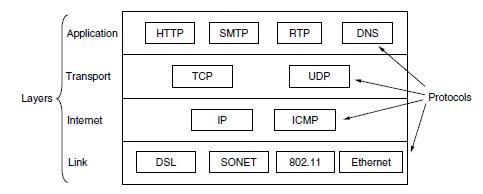 Application HTTP SMTP RTP DNS
Transport TCP UDP
Layers Protocols
Internet IP ICMP
Link DSL SONET 802.11 Ethernet